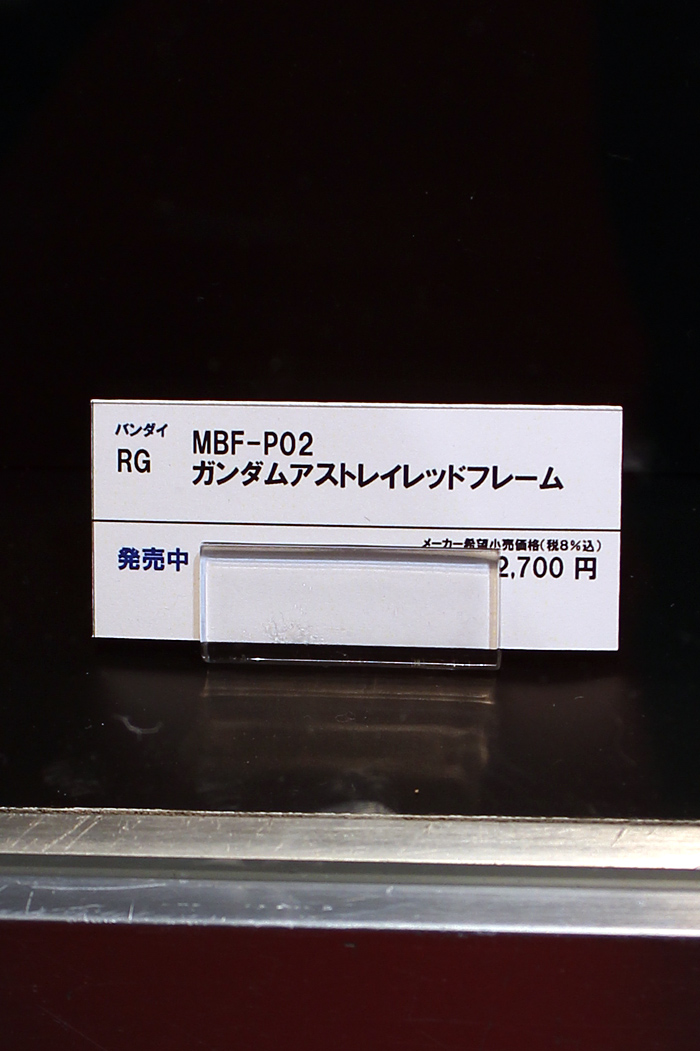 バンダイ
RG
MBF-P02
ガンダムアストレイレッドフレーム
発売中
メーカー希望小売価格(税8%込)
2,700 円